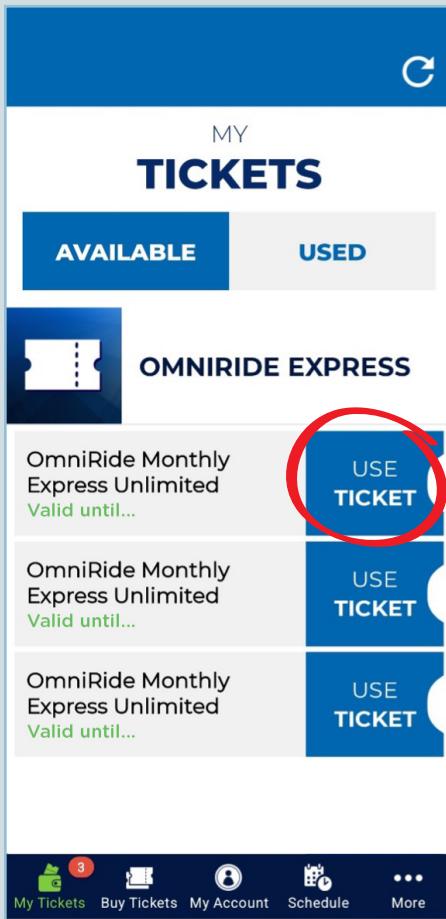 MY
TICKETS
AVAILABLE USED
OMNIRIDE EXPRESS
OmniRide Monthly
Express Unlimited
Valid until...
USE
TICKET
OmniRide Monthly
Express Unlimited
Valid until...
USE
TICKET
OmniRide Monthly
Express Unlimited
Valid until...
USE
TICKET
3
My Tickets Buy Tickets My Account Schedule More